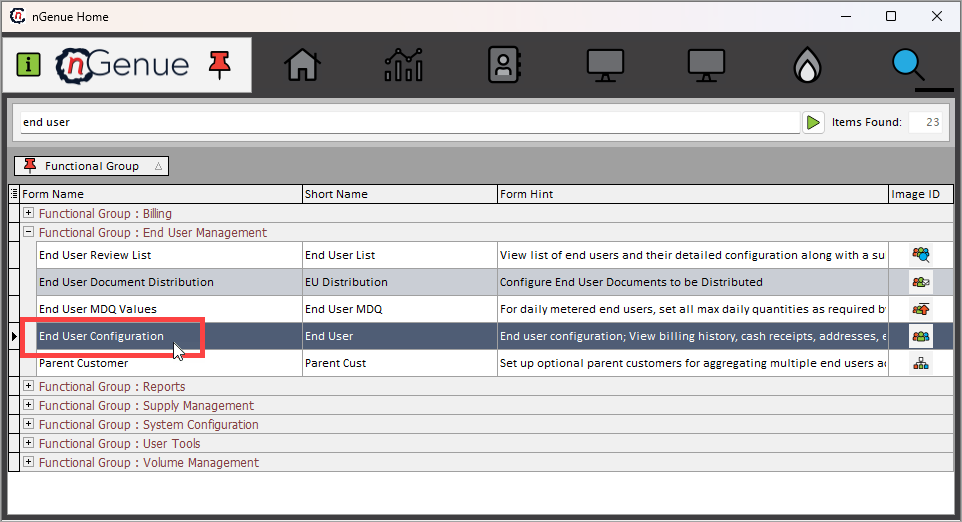 nGenue Home
i nGenue
end user Items Found: 23
Functional Group
Form Name Short Name Form Hint Image ID
Functional Group : Billing
Functional Group : End User Management
End User Review List End User List View list of end users and their detailed configuration along with a su
End User Document Distribution EU Distribution Configure End User Documents to be Distributed
End User MDQ Values End User MDQ For daily metered end users, set all max daily quantities as required by
End User Configuration End User End user configuration; View billing history, cash receipts, addresses, e
Parent Customer Parent Cust Set up optional parent customers for aggregating multiple end users ac
Functional Group : Reports
Functional Group : Supply Management
Functional Group : System Configuration
Functional Group : User Tools
Functional Group : Volume Management